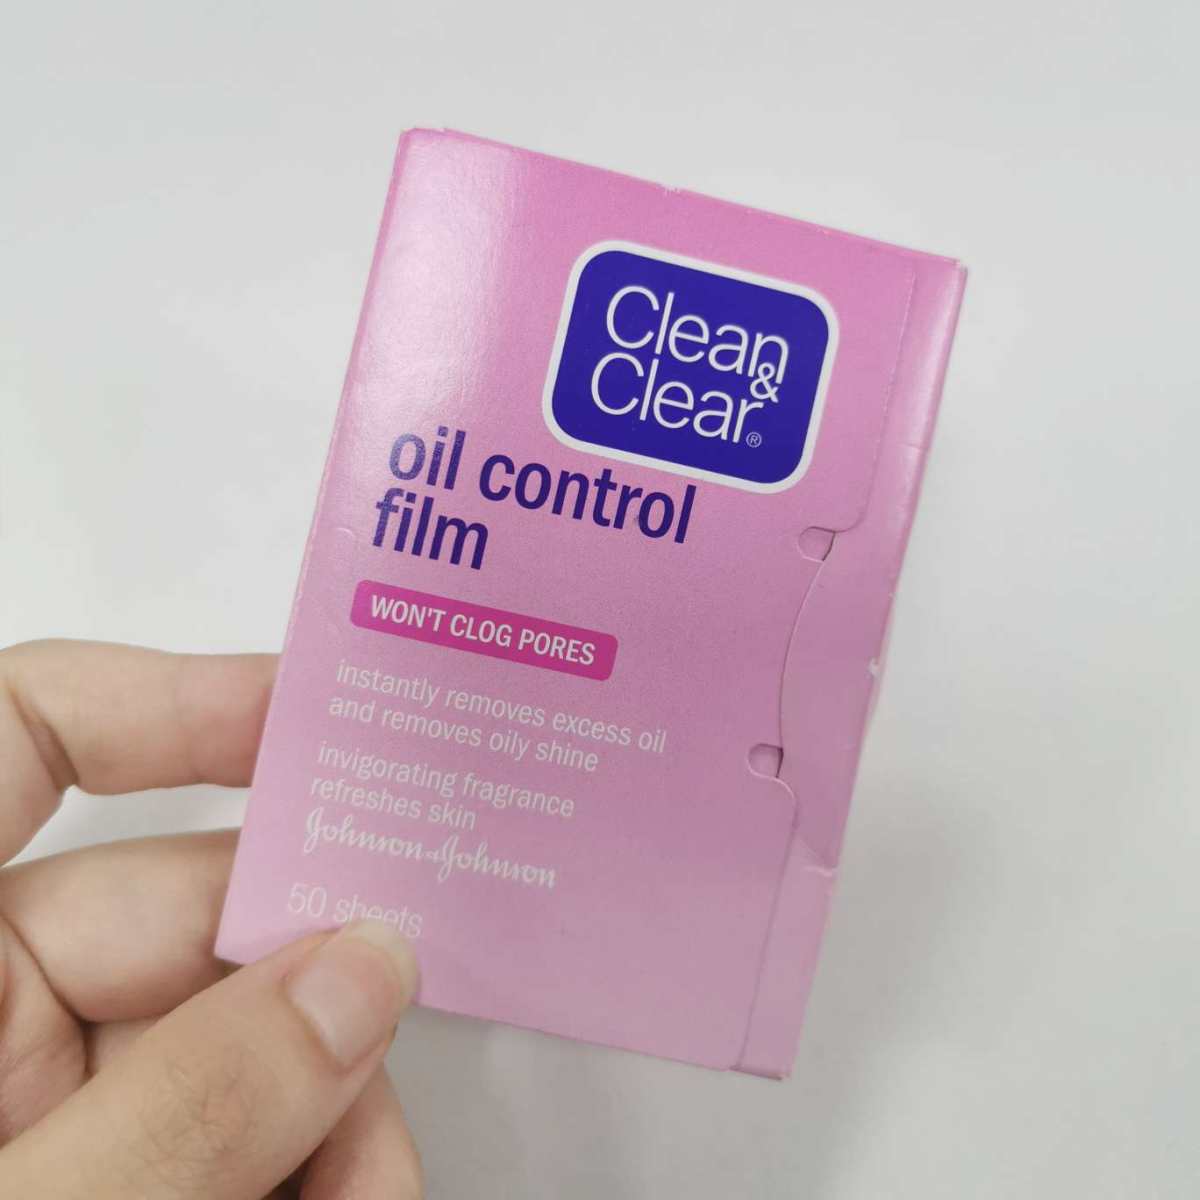 Clean
&
Clear®
oil control
film
WON'T CLOG PORES
instantly removes excess oil
and removes oily shine
invigorating fragrance
refreshes skin
Johnson & Johnson
50 sheets